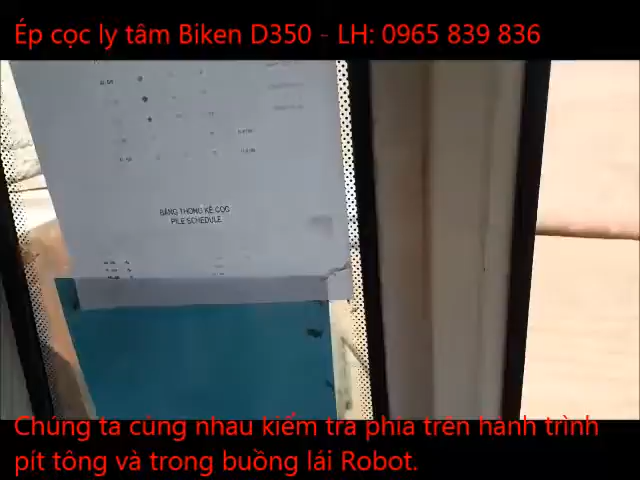 Ép cọc ly tâm Biken D350 - LH: 0965 839 836
BẢNG THỐNG KÊ CỌC
PILE SCHEDULE
Chúng ta cùng nhau kiểm tra phía trên hành trình
pít tông và trong buồng lái Robot.